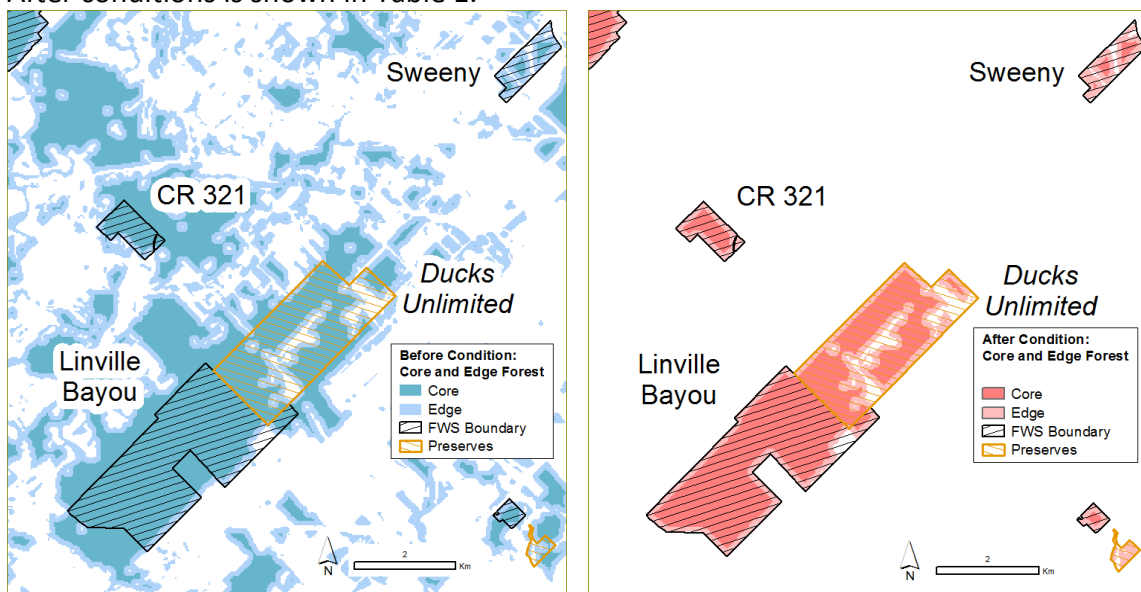 After conditions is shown in Table 1.
Sweeny
CR 321
Ducks
Unlimited
Linville
Bayou
Before Condition:
Core and Edge Forest
Core
Edge
FWS Boundary
Preserves
N
2
Km
Sweeny
CR 321
Ducks
Unlimited
Linville
Bayou
After Condition:
Core and Edge Forest
Core
Edge
FWS Boundary
Preserves
N
2
Km